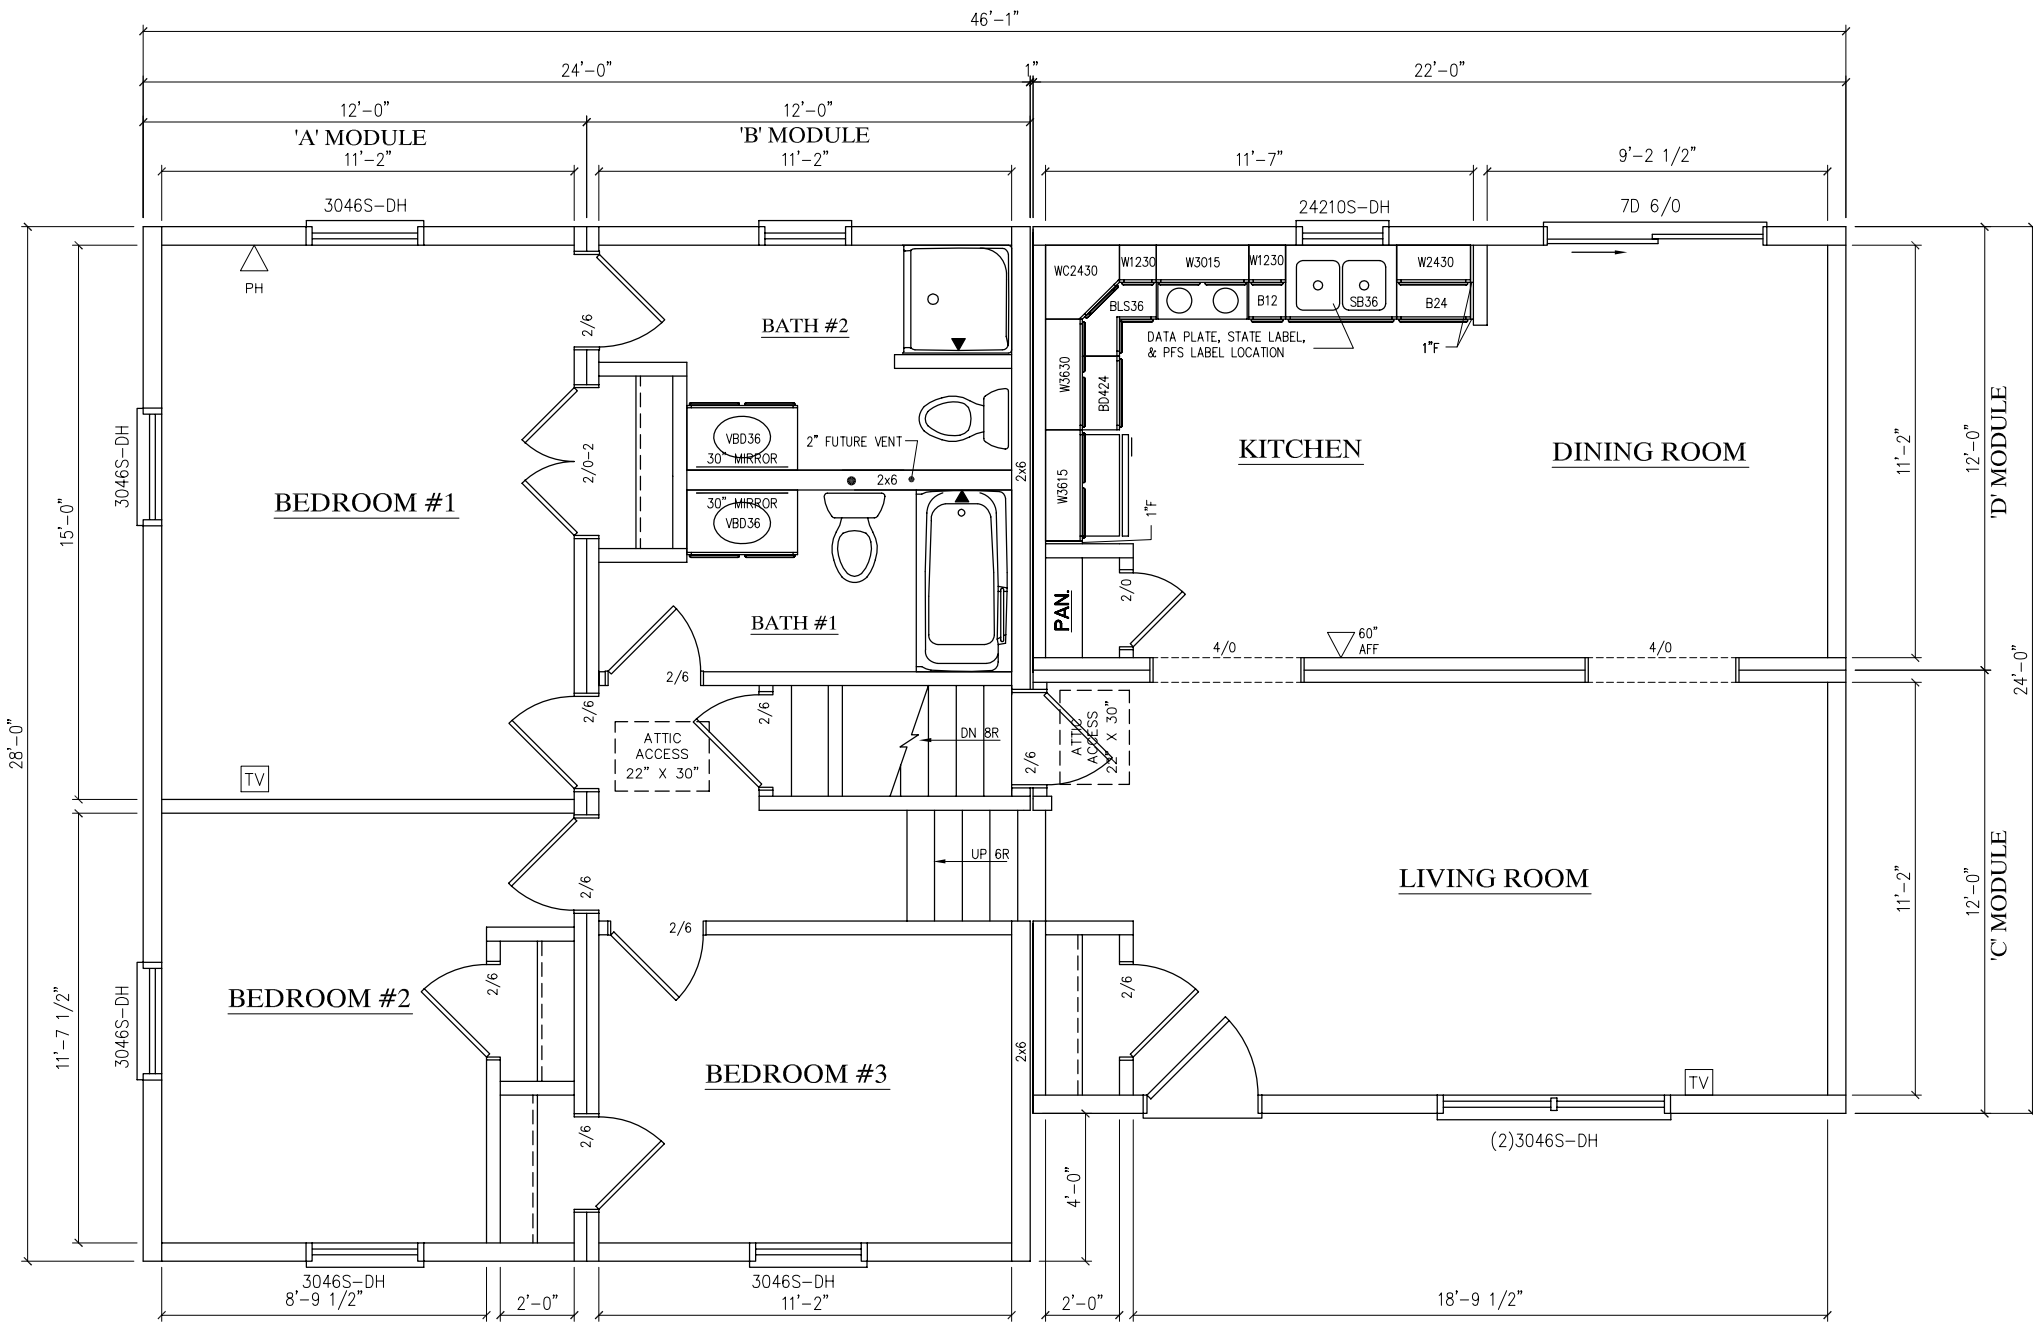 46'-1"
24'-0"
1"
22'-0"
12'-0"
12'-0"
'A' MODULE
'B' MODULE
11'-2"
11'-2"
11'-7"
9'-2 1/2"
3046S-DH
24210S-DH
7D 6/0
PH
WC2430
W1230
W3015
W1230
W2430
BLS36
B12
SB36
B24
2/6
BATH #2
DATA PLATE, STATE LABEL,
& PFS LABEL LOCATION
1"F
W3630
BD424
3046S-DH
2/0-2
VBD36
30" MIRROR
2" FUTURE VENT
2x6
2x6
KITCHEN
DINING ROOM
11'-2"
12'-0"
'D' MODULE
BEDROOM #1
30" MIRROR
VBD36
W3615
1"F
15'-0"
2/0
PAN.
BATH #1
60"
AFF
4/0
4/0
2/6
2/6
2/6
ATTIC
ACCESS
22" X 30"
DN 8R
2/6
ATTIC
ACCESS
22" X 30"
24'-0"
28'-0"
TV
UP 6R
2/6
LIVING ROOM
11'-2"
12'-0"
'C' MODULE
2/6
2/6
2/6
BEDROOM #2
3046S-DH
11'-7 1/2"
BEDROOM #3
2x6
TV
2/6
(2)3046S-DH
4'-0"
3046S-DH
3046S-DH
8'-9 1/2"
2'-0"
11'-2"
2'-0"
18'-9 1/2"